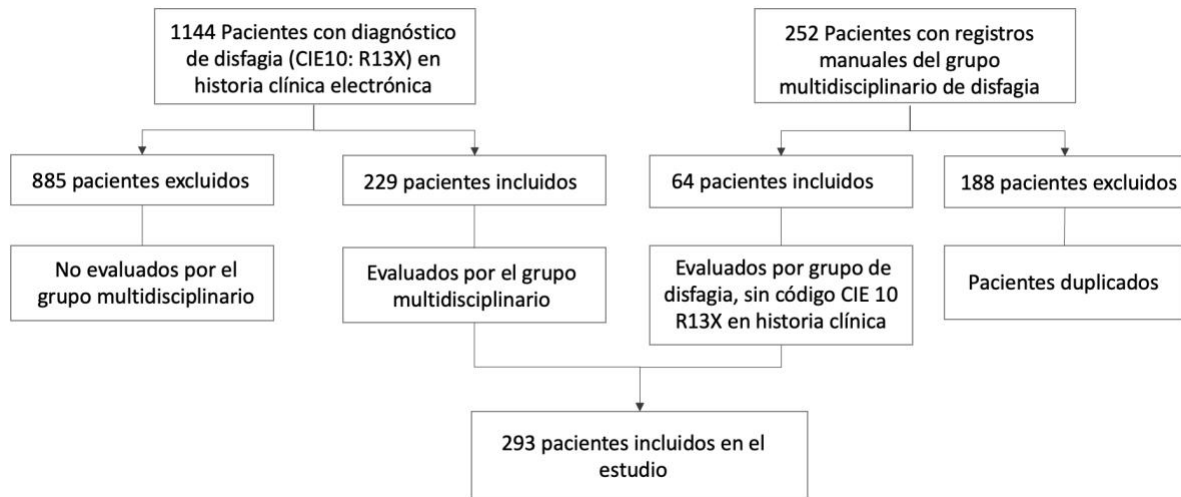 1144 Pacientes con diagnóstico
de disfagia (CIE10: R13X) en
historia clínica electrónica
252 Pacientes con registros
manuales del grupo
multidisciplinario de disfagia
885 pacientes excluidos
229 pacientes incluidos
64 pacientes incluidos
188 pacientes excluidos
No evaluados por el
grupo multidisciplinario
Evaluados por el grupo
multidisciplinario
Evaluados por grupo de
disfagia, sin código CIE 10
R13X en historia clínica
Pacientes duplicados
293 pacientes incluidos en el
estudio